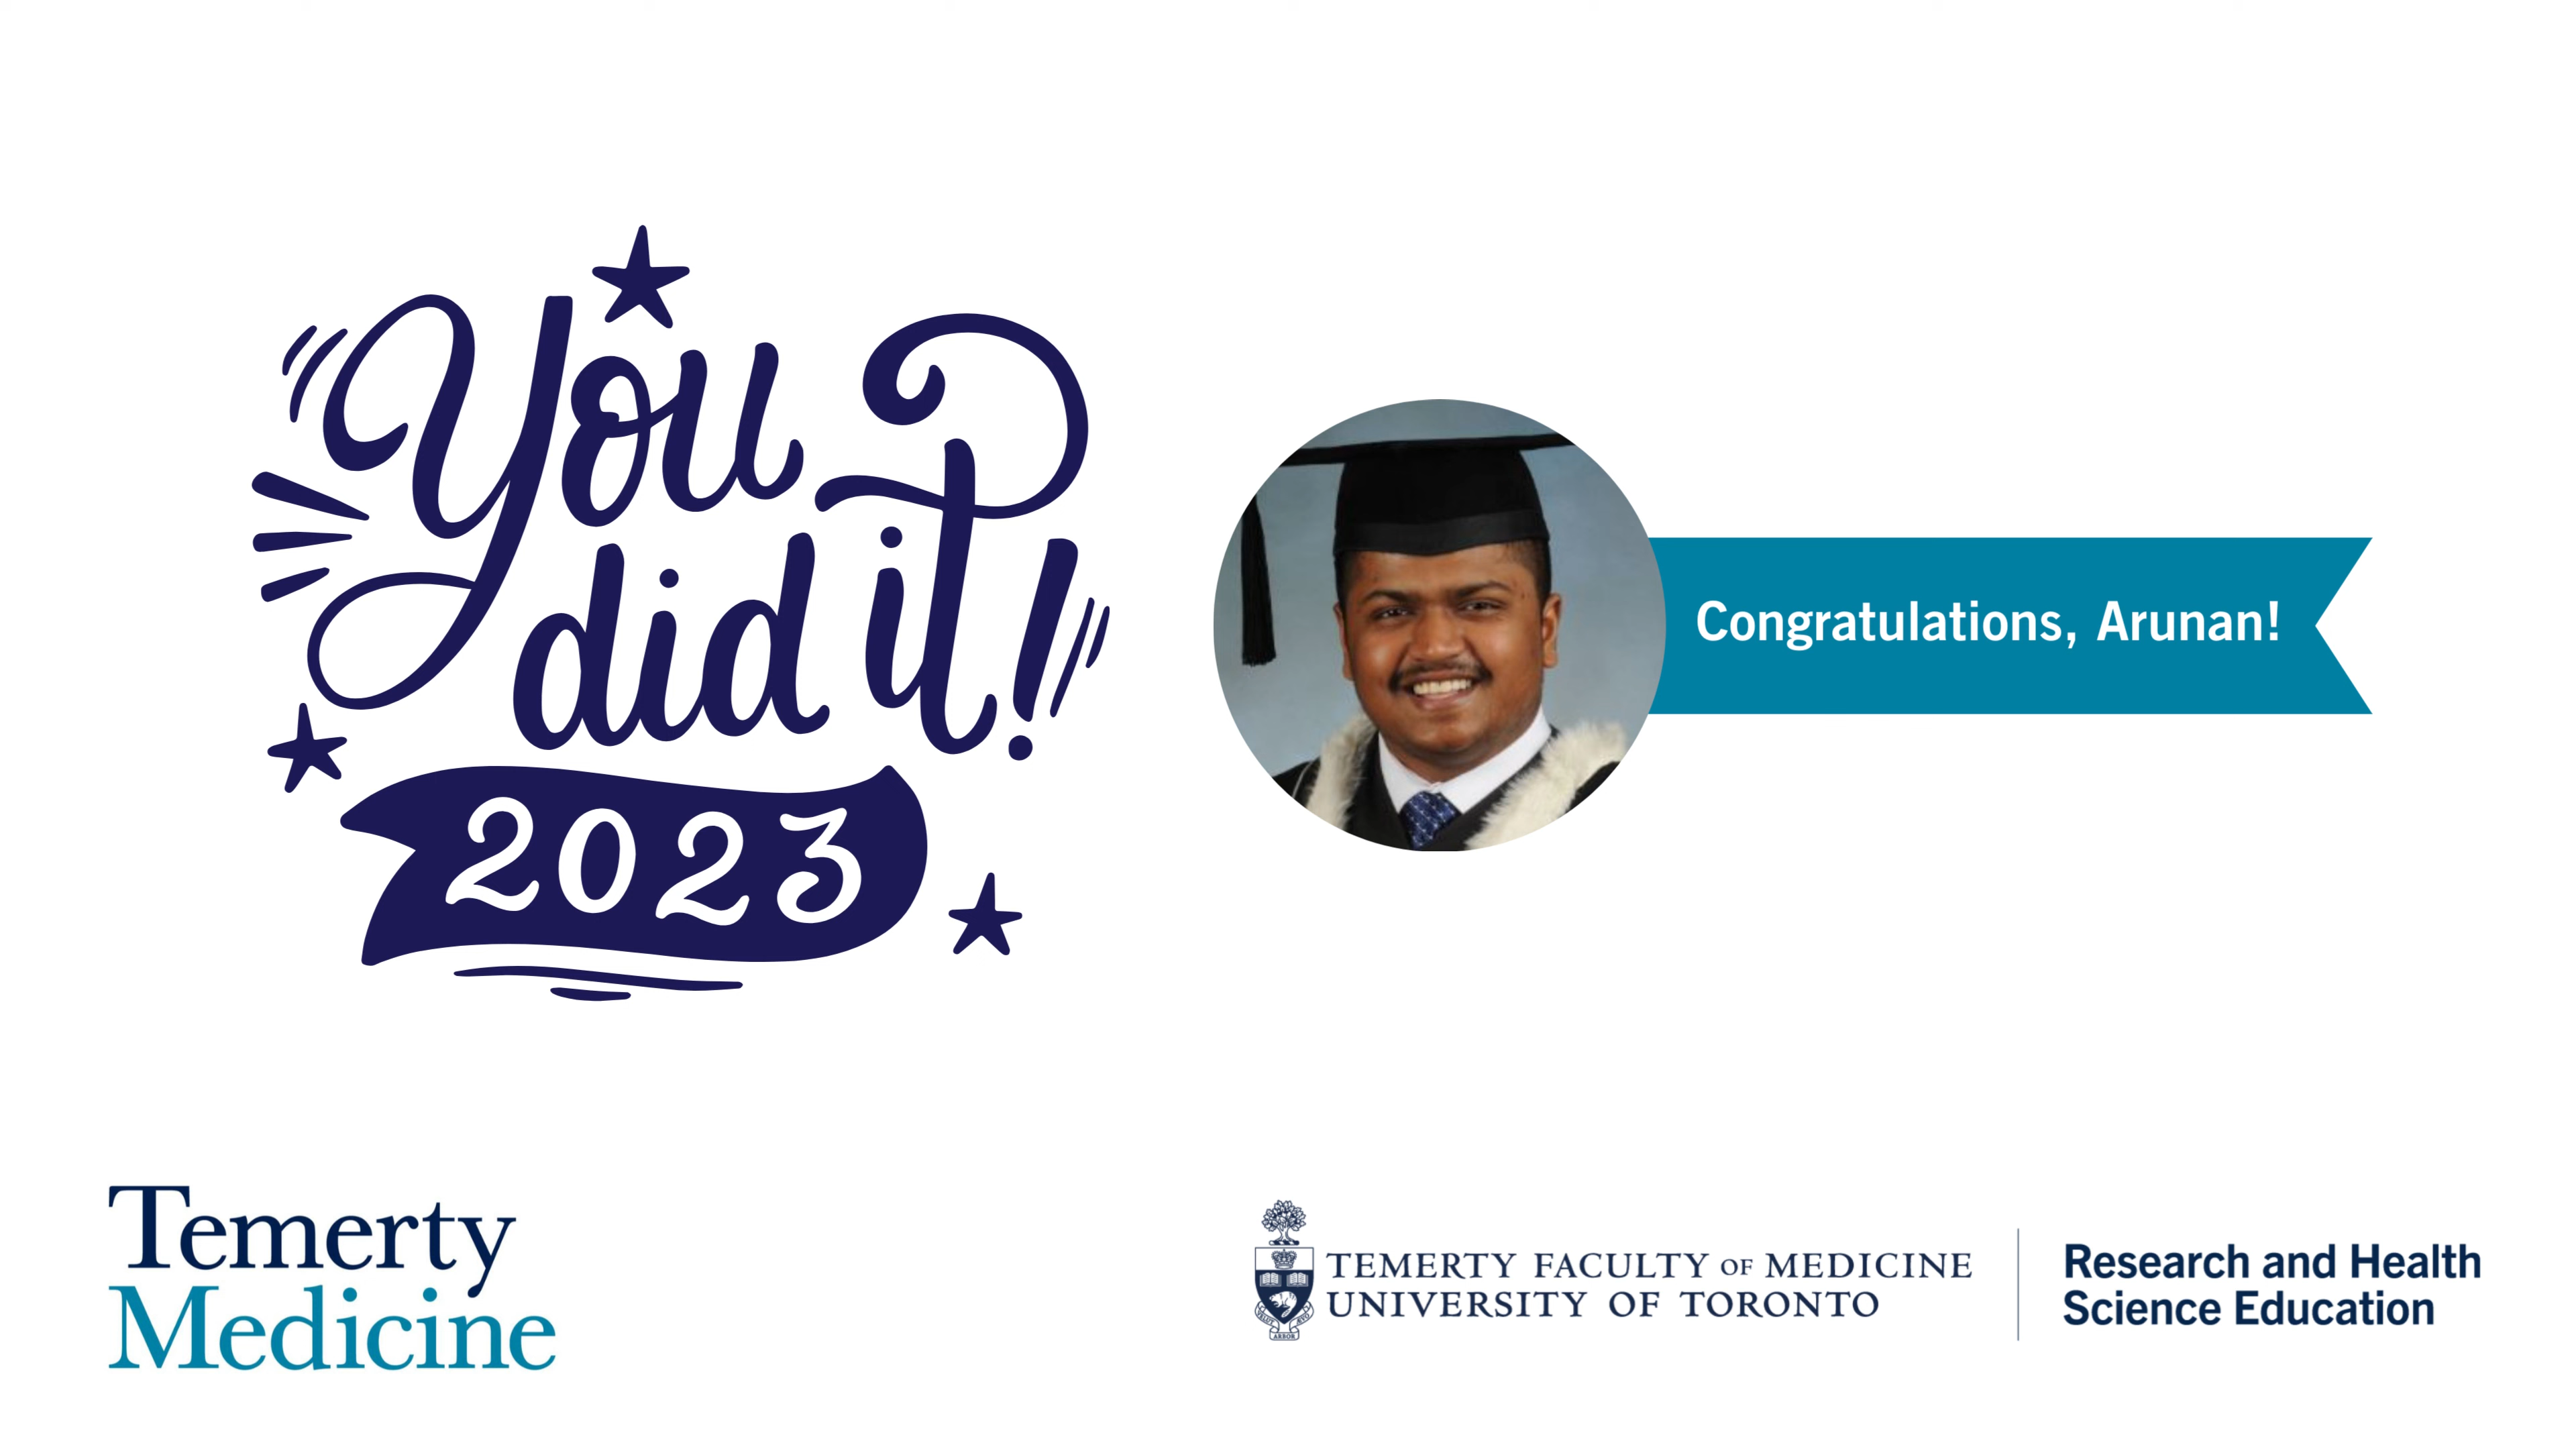 You
did it!
2023
Congratulations, Arunan!
Temerty
Medicine
TEMERTY FACULTY OF MEDICINE
UNIVERSITY OF TORONTO
Research and Health
Science Education
ARBOR